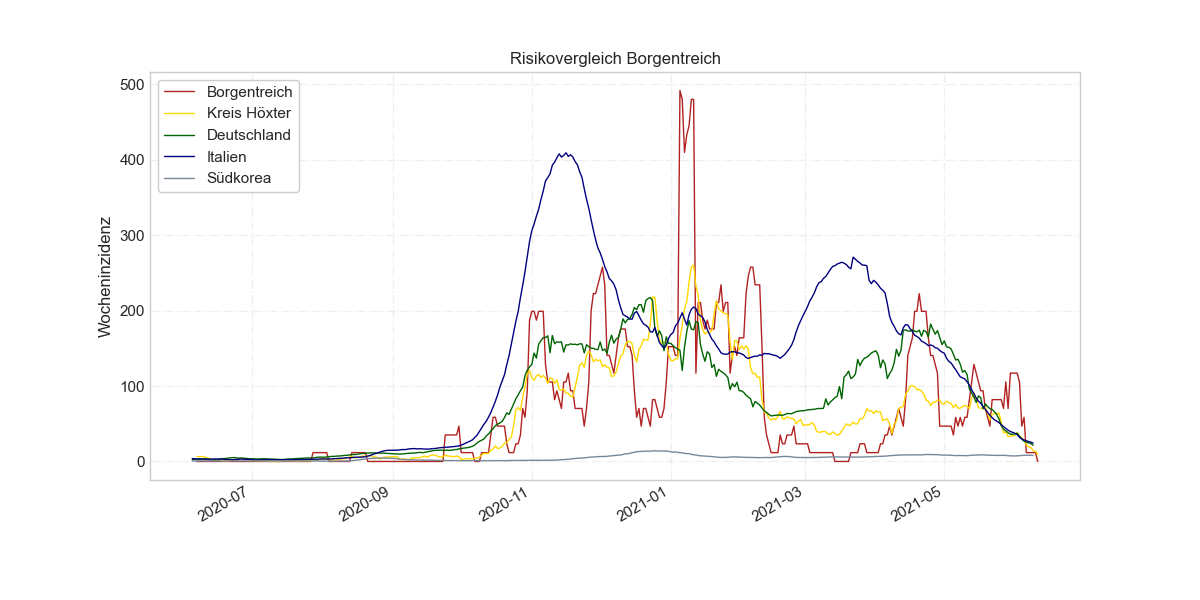 Risikovergleich Borgentreich
500
400
300
200
100
0
Wocheninzidenz
Borgentreich
Kreis Höxter
Deutschland
Italien
Südkorea
2020-07
2020-09
2020-11
2021-01
2021-03
2021-05